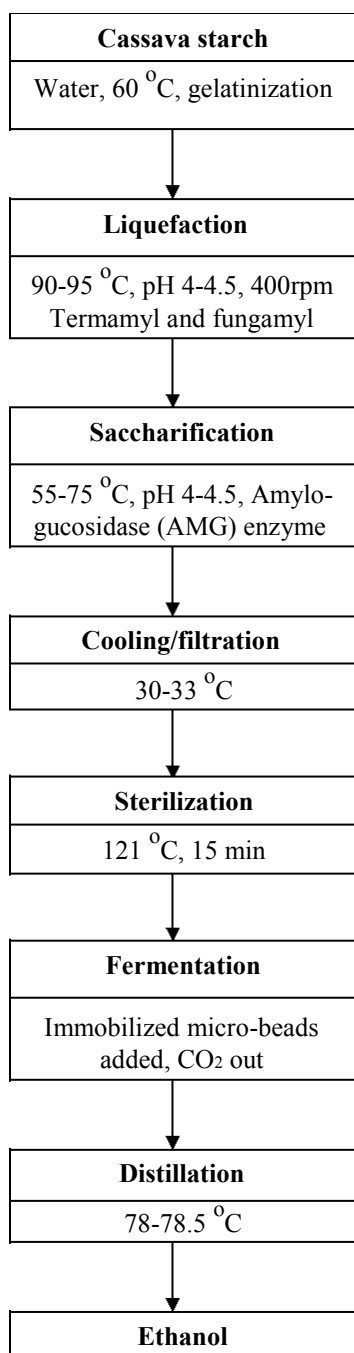 Cassava starch
Water, 60 °C, gelatinization
Liquefaction
90-95 °C, pH 4-4.5, 400rpm
Termamyl and fungamyl
Saccharification
55-75 °C, pH 4-4.5, Amylo-
gucosidase (AMG) enzyme
Cooling/filtration
30-33 °C
Sterilization
121 °C, 15 min
Fermentation
Immobilized micro-beads
added, CO₂ out
Distillation
78-78.5 °C
Ethanol